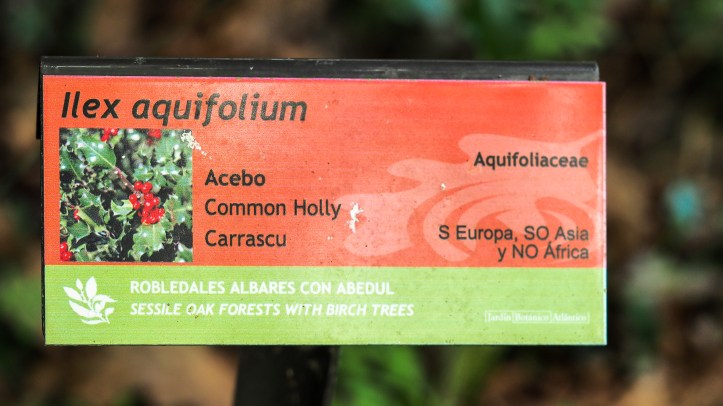 Ilex aquifolium
Aquifoliaceae
Acebo
Common Holly
Carrascu
S Europa, SO Asia
y NO África
ROBLEDALES ALBARES CON ABEDUL
SESSILE OAK FORESTS WITH BIRCH TREES
Jardín Botánico Atlántico